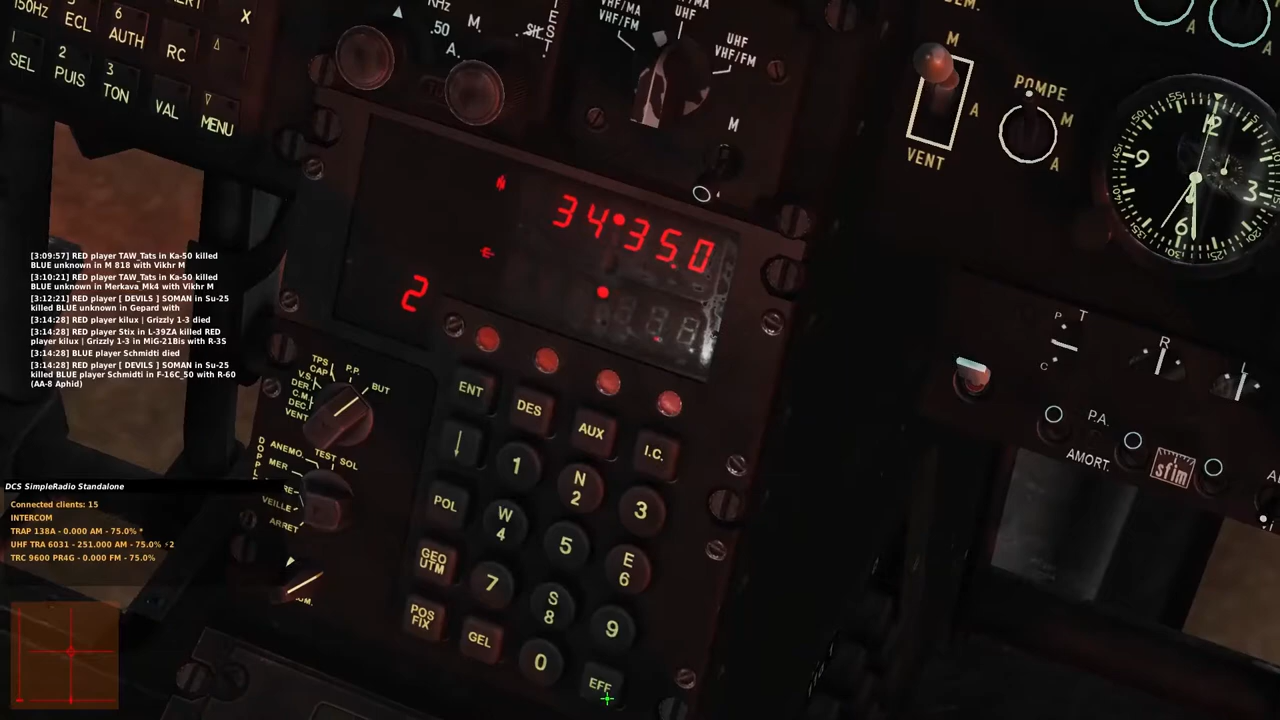 150Hz
ECL
6
AUTH
X
RC
1
SEL
2
PUIS
3
TON
VAL
MENU
KHz
.50
M.
A.
SIL
TEST
VHF/MA
VHF/FM
UHF
UHF
VHF/FM
M
M
A
VENT
POMPE
M
A
A
A
12
3
6
9
N
34°35.0
E
2
[3:09:57] RED player TAW_Tats in Ka-50 killed
BLUE unknown in M 818 with Vikhr M
[3:10:21] RED player TAW_Tats in Ka-50 killed
BLUE unknown in Merkava Mk4 with Vikhr M
[3:12:21] RED player [ DEVILS ] SOMAN in Su-25
killed BLUE unknown in Gepard with
[3:14:28] RED player kilux | Grizzly 1-3 died
[3:14:28] RED player Stix in L-39ZA killed RED
player kilux | Grizzly 1-3 in MiG-21Bis with R-3S
[3:14:28] BLUE player Schmidti died
[3:14:28] RED player [ DEVILS ] SOMAN in Su-25
killed BLUE player Schmidti in F-16C_50 with R-60
(AA-8 Aphid)
P
T
C
R
P.A.
AMORT.
sfim
TPS
CAP
P.P.
BUT
V.S.
DER.
C.M.
DEC.
VENT
ANEMO.
TEST SOL
MER
VEILLE
ARRET
ENT
DES
AUX
I.C.
1
N
2
3
POL
W
4
5
E
6
GEO
UTM
7
S
8
9
POS
FIX
GEL
0
EFF
DCS SimpleRadio Standalone
Connected clients: 15
INTERCOM
TRAP 138A - 0.000 AM - 75.0% *
UHF TRA 6031 - 251.000 AM - 75.0% ⚡2
TRC 9600 PR4G - 0.000 FM - 75.0%